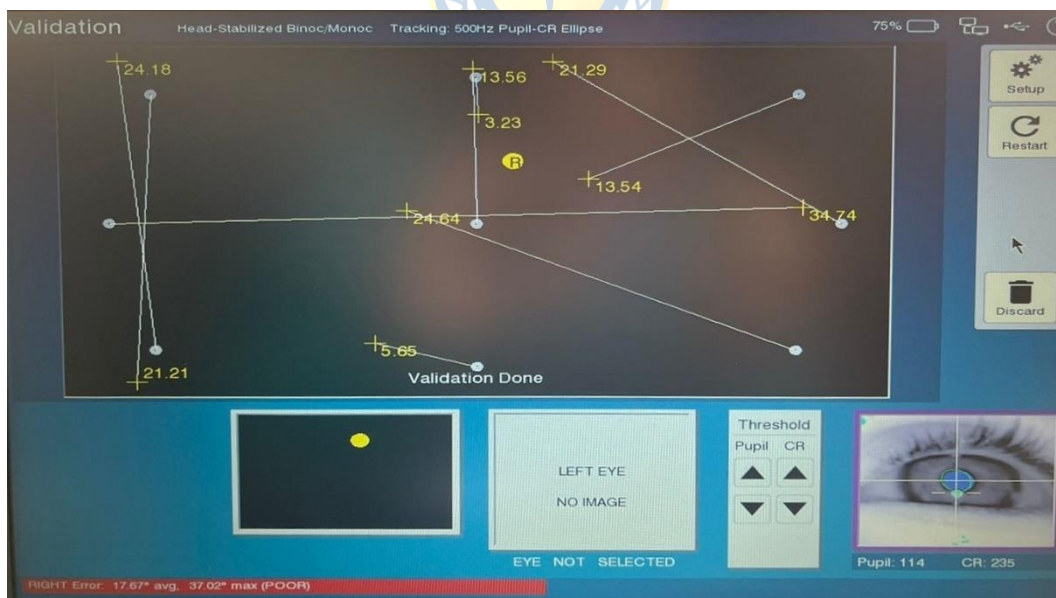 Validation
Head-Stabilized Binoc/Monoc Tracking: 500Hz Pupil-CR Ellipse
75%
24.18
13.56
21.29
Setup
3.23
Restart
R
13.54
24.64
34.74
Discard
5.65
21.21
Validation Done
Threshold
Pupil CR
LEFT EYE
NO IMAGE
EYE NOT SELECTED
Pupil: 114 CR: 235
RIGHT Error: 17.67° avg. 37.02° max (POOR)